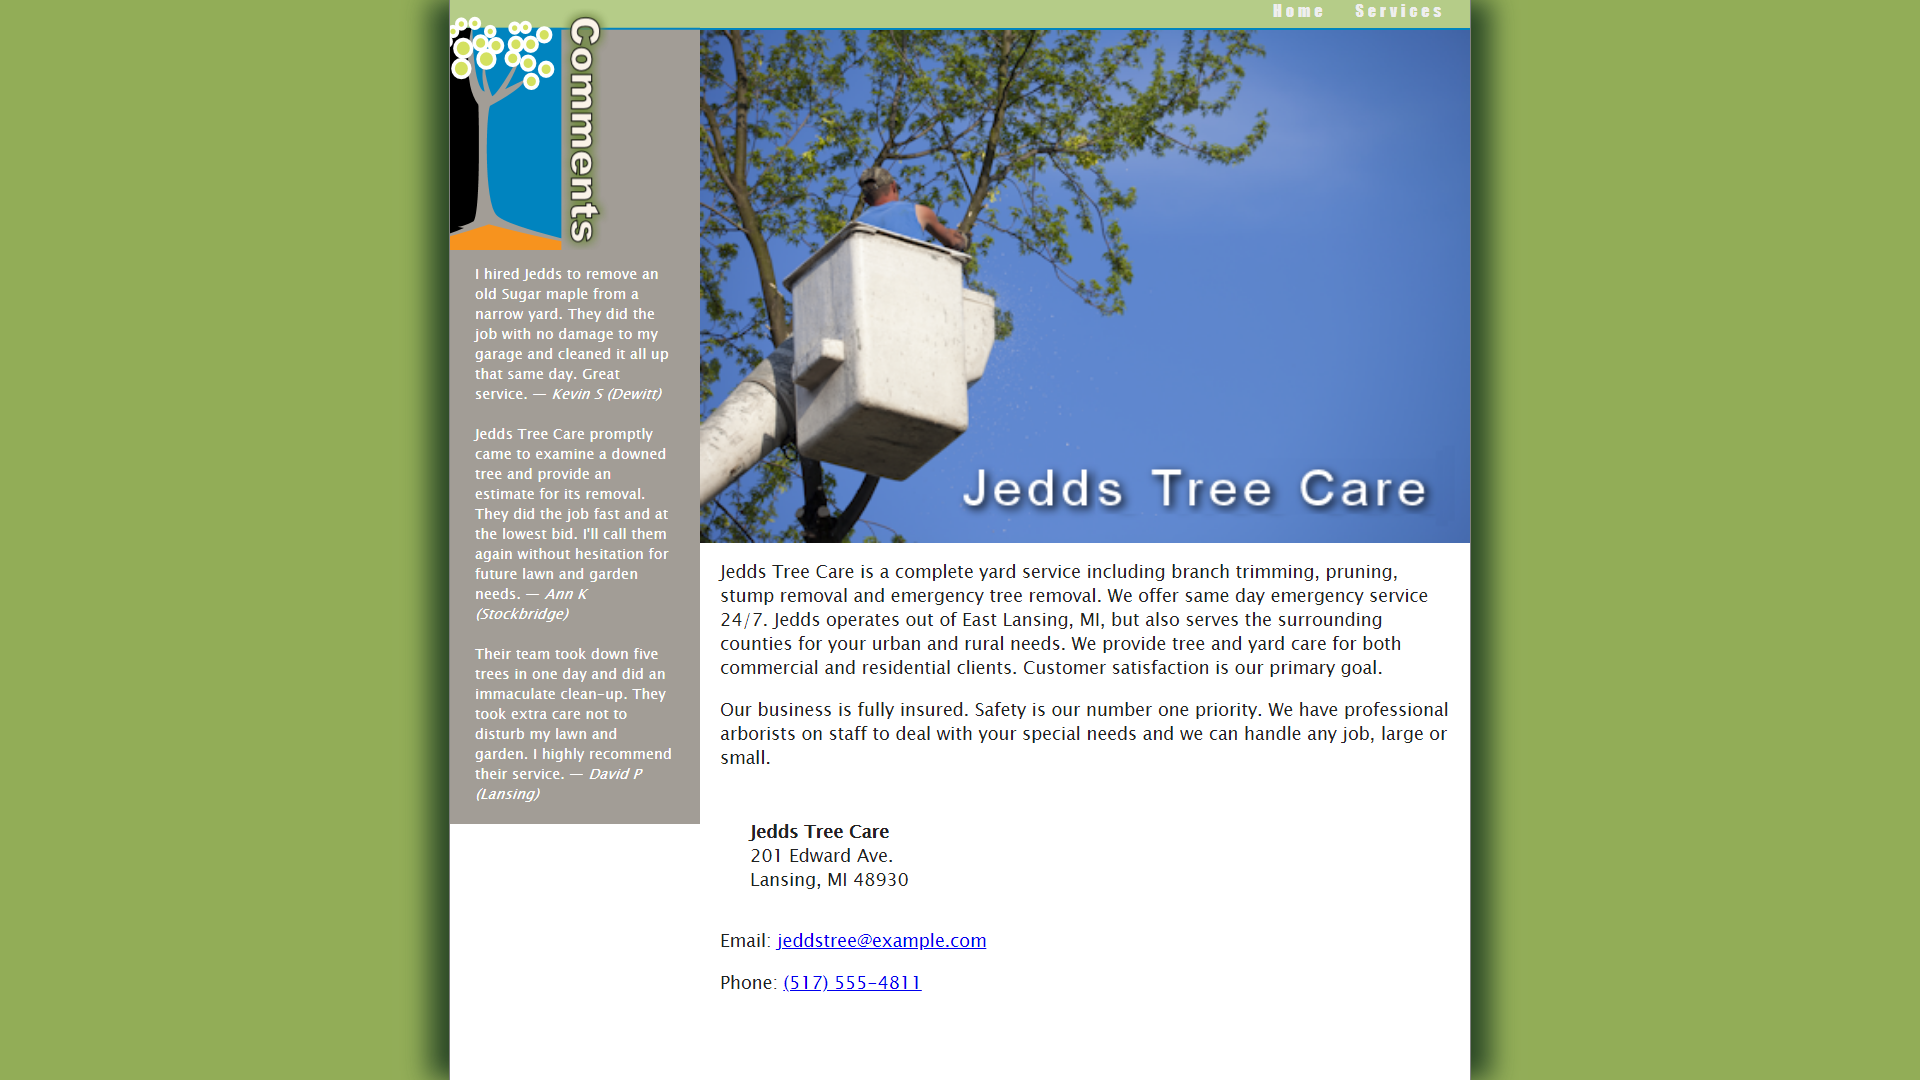 Home Services
Comments
I hired Jedds to remove an
old Sugar maple from a
narrow yard. They did the
job with no damage to my
garage and cleaned it all up
that same day. Great
service. — Kevin S (Dewitt)
Jedds Tree Care promptly
came to examine a downed
tree and provide an
estimate for its removal.
They did the job fast and at
the lowest bid. I'll call them
again without hesitation for
future lawn and garden
needs. — Ann K
(Stockbridge)
Their team took down five
trees in one day and did an
immaculate clean-up. They
took extra care not to
disturb my lawn and
garden. I highly recommend
their service. — David P
(Lansing)
Jedds Tree Care
Jedds Tree Care is a complete yard service including branch trimming, pruning,
stump removal and emergency tree removal. We offer same day emergency service
24/7. Jedds operates out of East Lansing, MI, but also serves the surrounding
counties for your urban and rural needs. We provide tree and yard care for both
commercial and residential clients. Customer satisfaction is our primary goal.
Our business is fully insured. Safety is our number one priority. We have professional
arborists on staff to deal with your special needs and we can handle any job, large or
small.
Jedds Tree Care
201 Edward Ave.
Lansing, MI 48930
Email: jeddstree@example.com
Phone: (517) 555-4811